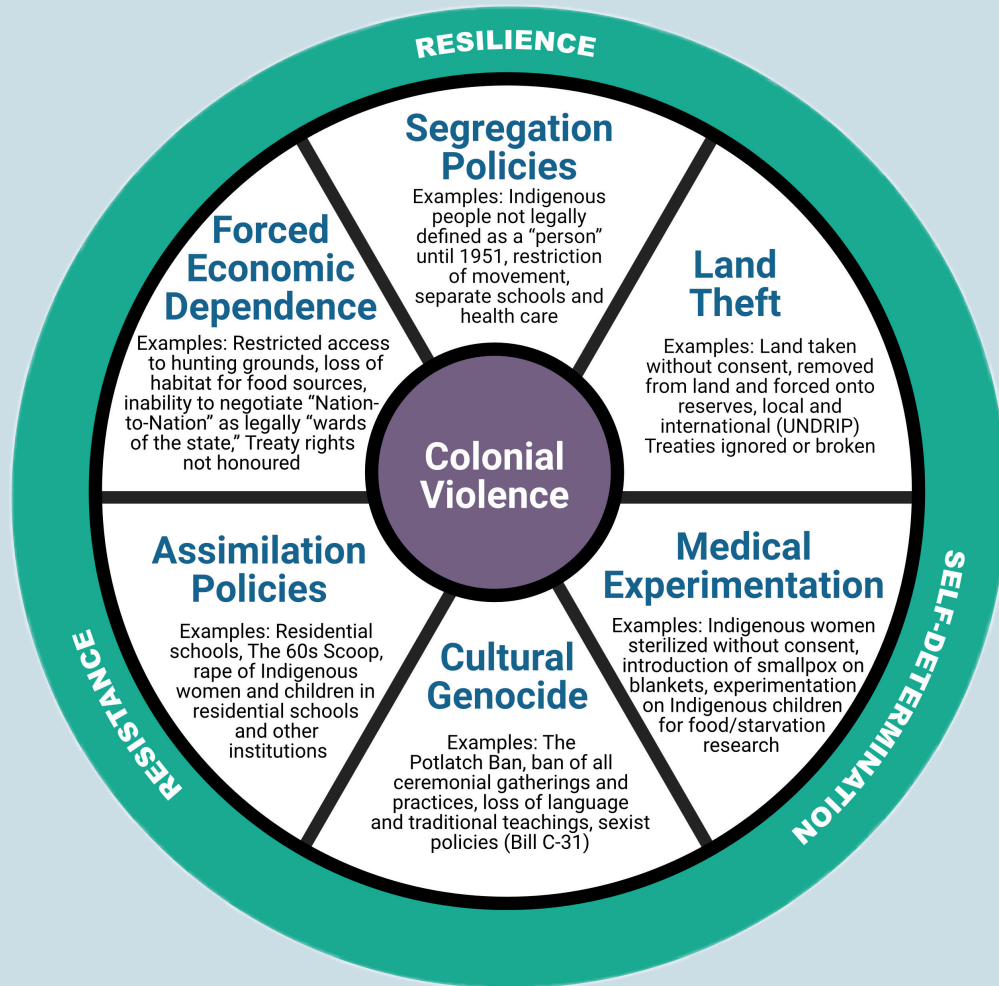 RESILIENCE
Segregation
Policies
Examples: Indigenous
people not legally
defined as a “person”
until 1951, restriction
of movement,
separate schools and
health care
Land
Theft
Examples: Land taken
without consent, removed
from land and forced onto
reserves, local and
international (UNDRIP)
Treaties ignored or broken
Medical
Experimentation
Examples: Indigenous women
sterilized without consent,
introduction of smallpox on
blankets, experimentation
on Indigenous children
for food/starvation
research
Cultural
Genocide
Examples: The
Potlatch Ban, ban of all
ceremonial gatherings and
practices, loss of language
and traditional teachings, sexist
policies (Bill C-31)
Assimilation
Policies
Examples: Residential
schools, The 60s Scoop,
rape of Indigenous
women and children in
residential schools
and other
institutions
Forced
Economic
Dependence
Examples: Restricted access
to hunting grounds, loss of
habitat for food sources,
inability to negotiate “Nation-
to-Nation” as legally “wards
of the state,” Treaty rights
not honoured
Colonial
Violence
SELF-DETERMINATION
RESISTANCE